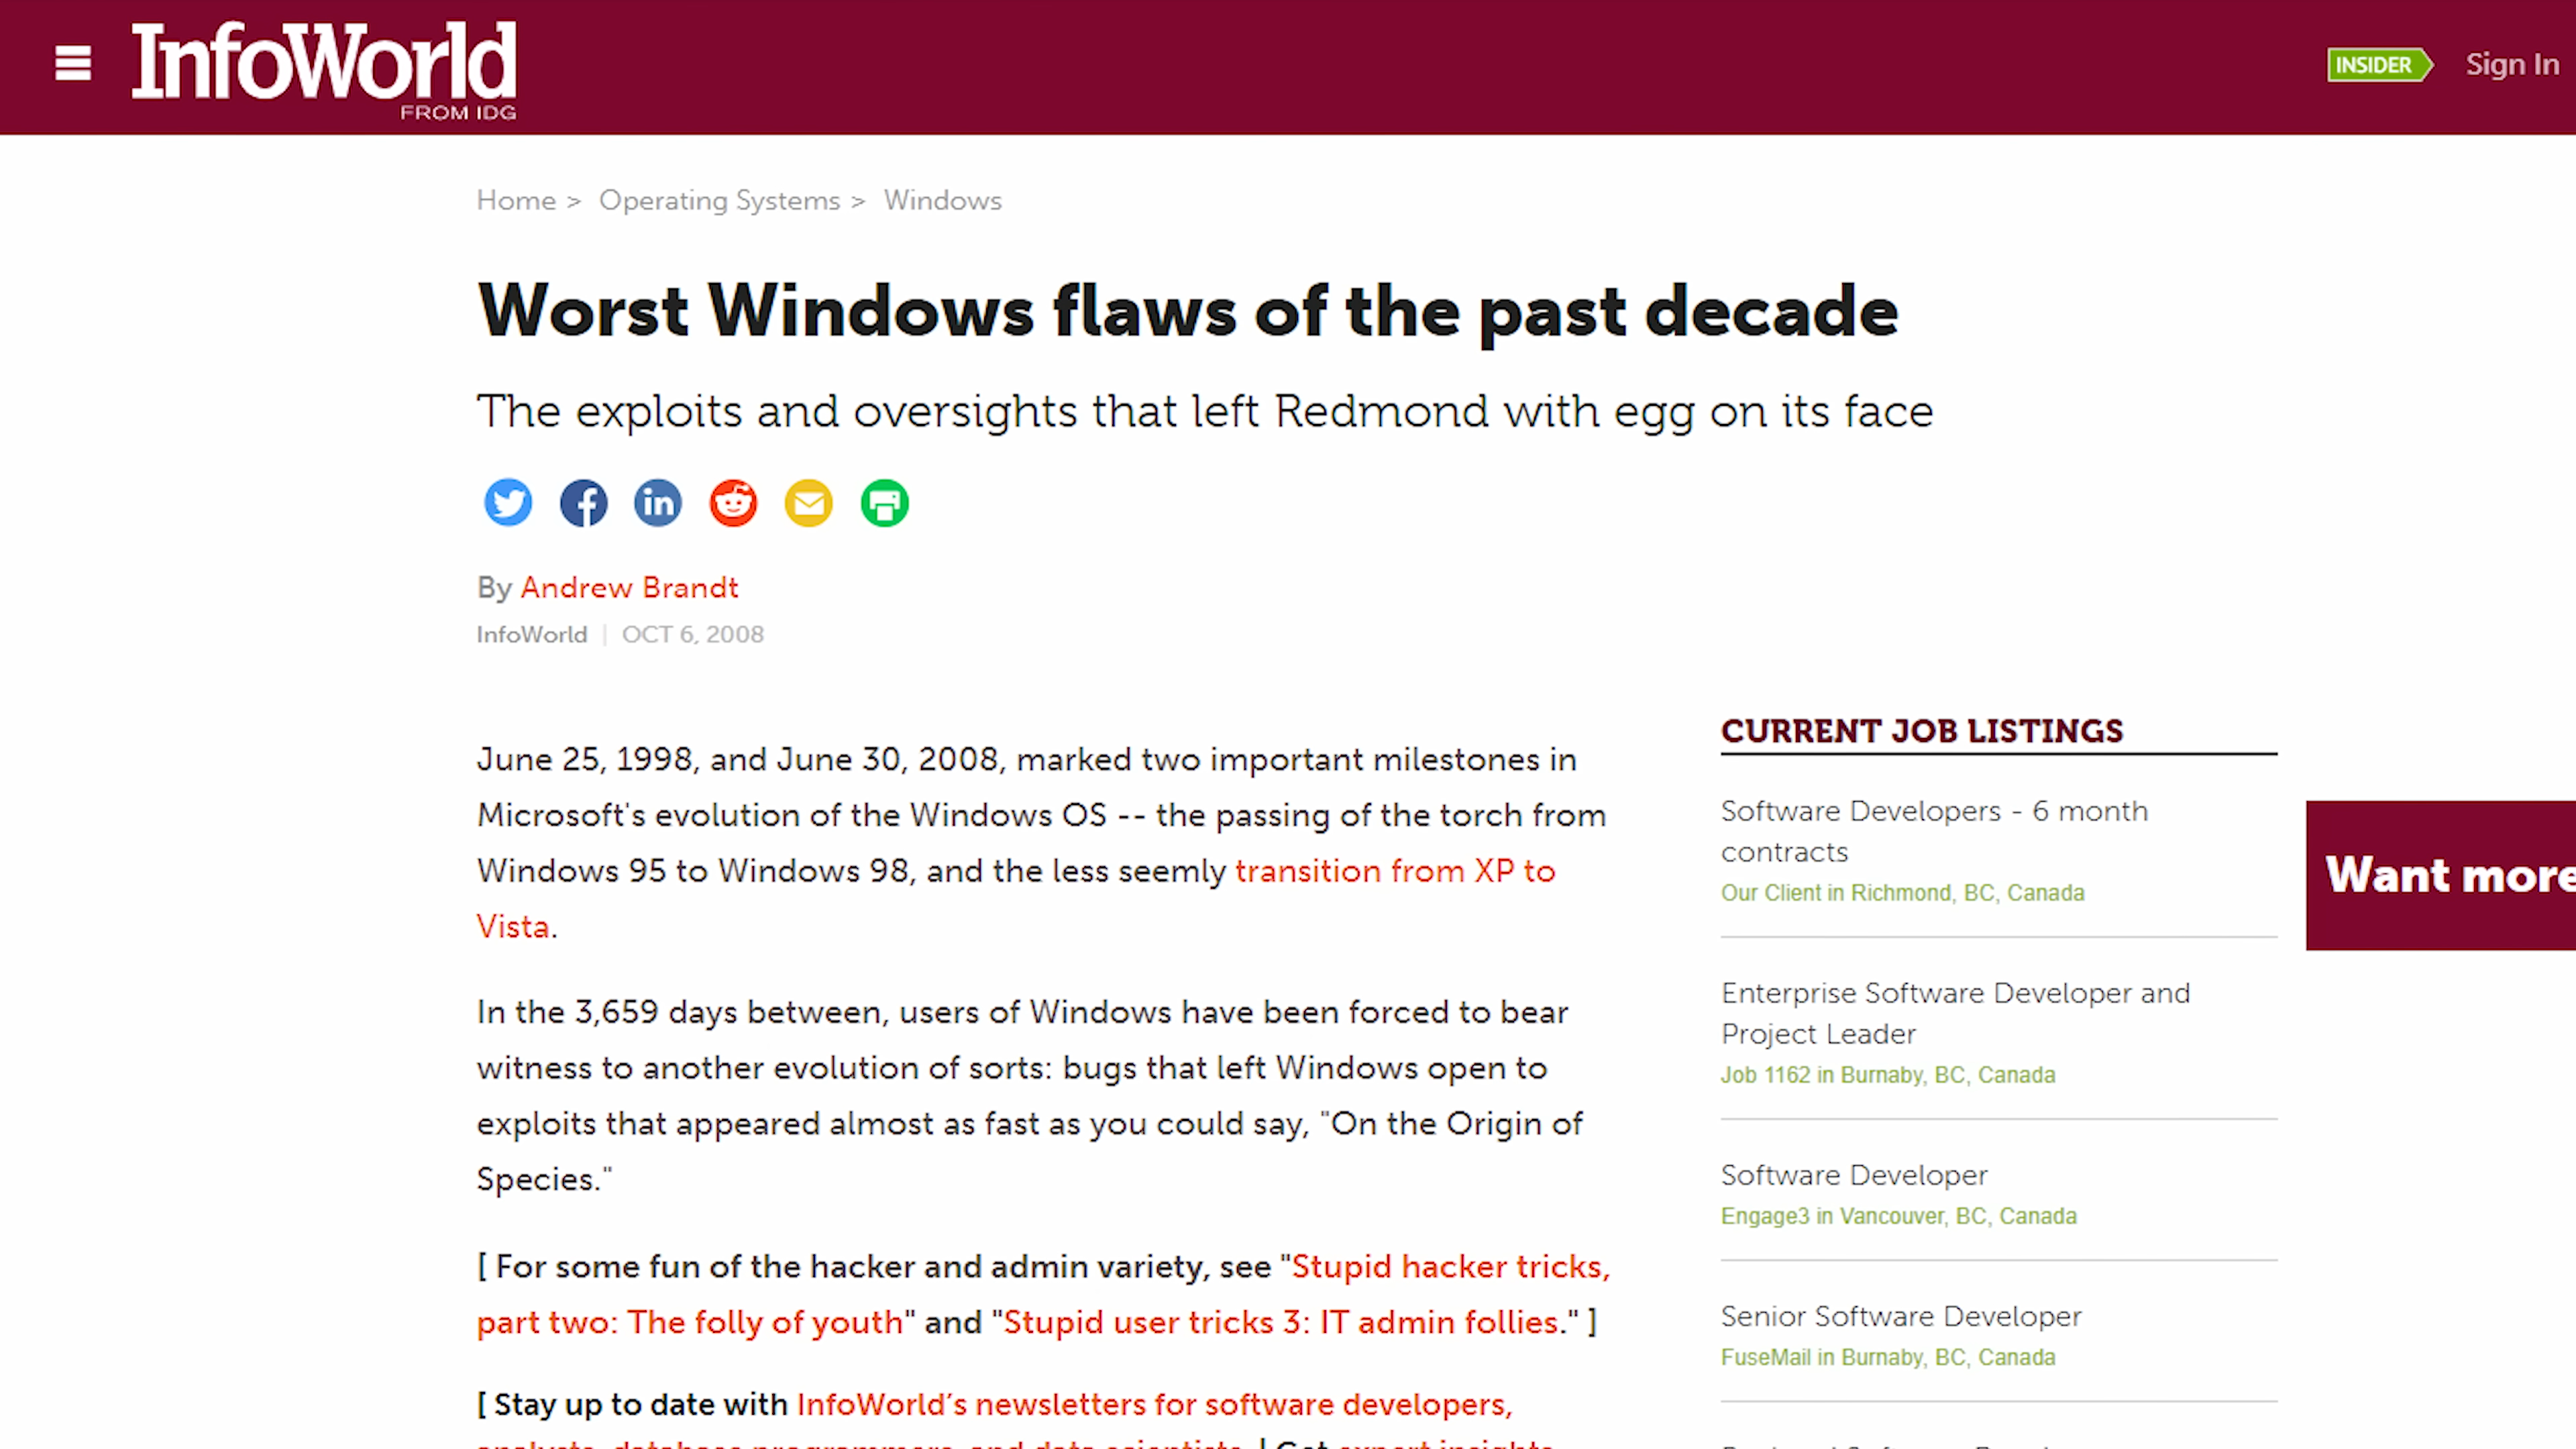 InfoWorld
FROM IDG
INSIDER
Sign In
Home > Operating Systems > Windows
Worst Windows flaws of the past decade
The exploits and oversights that left Redmond with egg on its face
By Andrew Brandt
InfoWorld | OCT 6, 2008
June 25, 1998, and June 30, 2008, marked two important milestones in
Microsoft's evolution of the Windows OS -- the passing of the torch from
Windows 95 to Windows 98, and the less seemly transition from XP to
Vista.
In the 3,659 days between, users of Windows have been forced to bear
witness to another evolution of sorts: bugs that left Windows open to
exploits that appeared almost as fast as you could say, "On the Origin of
Species."
[ For some fun of the hacker and admin variety, see "Stupid hacker tricks,
part two: The folly of youth" and "Stupid user tricks 3: IT admin follies." ]
[ Stay up to date with InfoWorld’s newsletters for software developers,
analysts, database programmers, and data scientists. | Get expert insights
CURRENT JOB LISTINGS
Software Developers - 6 month
contracts
Our Client in Richmond, BC, Canada
Enterprise Software Developer and
Project Leader
Job 1162 in Burnaby, BC, Canada
Software Developer
Engage3 in Vancouver, BC, Canada
Senior Software Developer
FuseMail in Burnaby, BC, Canada
Want more